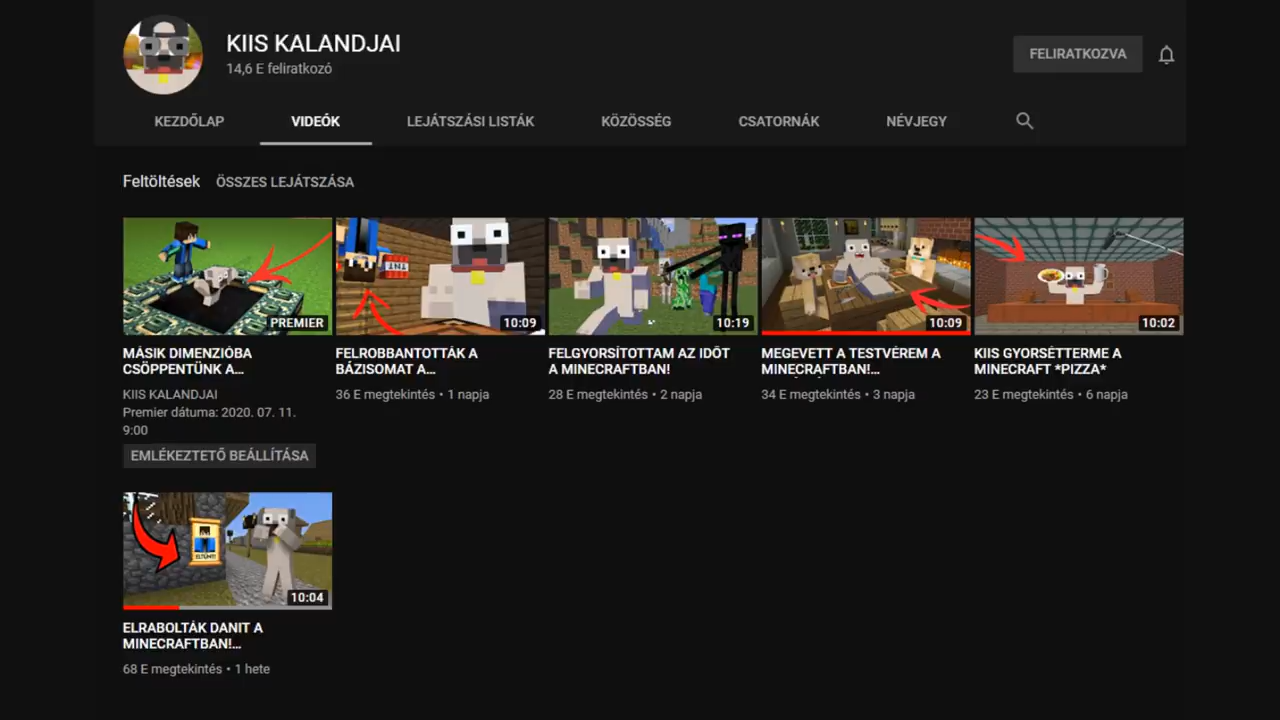 KIIS KALANDJAI
14,6 E feliratkozó
FELIRATKOZVA
KEZDŐLAP VIDEÓK LEJÁTSZÁSI LISTÁK KÖZÖSSÉG CSATORNÁK NÉVJEGY
Feltöltések ÖSSZES LEJÁTSZÁSA
PREMIER
MÁSIK DIMENZIÓBA
CSÖPPENTÜNK A...
KIIS KALANDJAI
Premier dátuma: 2020. 07. 11.
9:00
EMLÉKEZTETŐ BEÁLLÍTÁSA
TNT
10:09
FELROBBANTOTTÁK A
BÁZISOMAT A...
36 E megtekintés • 1 napja
10:19
FELGYORSÍTOTTAM AZ IDŐT
A MINECRAFTBAN!
28 E megtekintés • 2 napja
10:09
MEGEVETT A TESTVÉREM A
MINECRAFTBAN!...
34 E megtekintés • 3 napja
10:02
KIIS GYORSÉTTERME A
MINECRAFT *PIZZA*
23 E megtekintés • 6 napja
ELTŰNT!
10:04
ELRABOLTÁK DANIT A
MINECRAFTBAN!...
68 E megtekintés • 1 hete